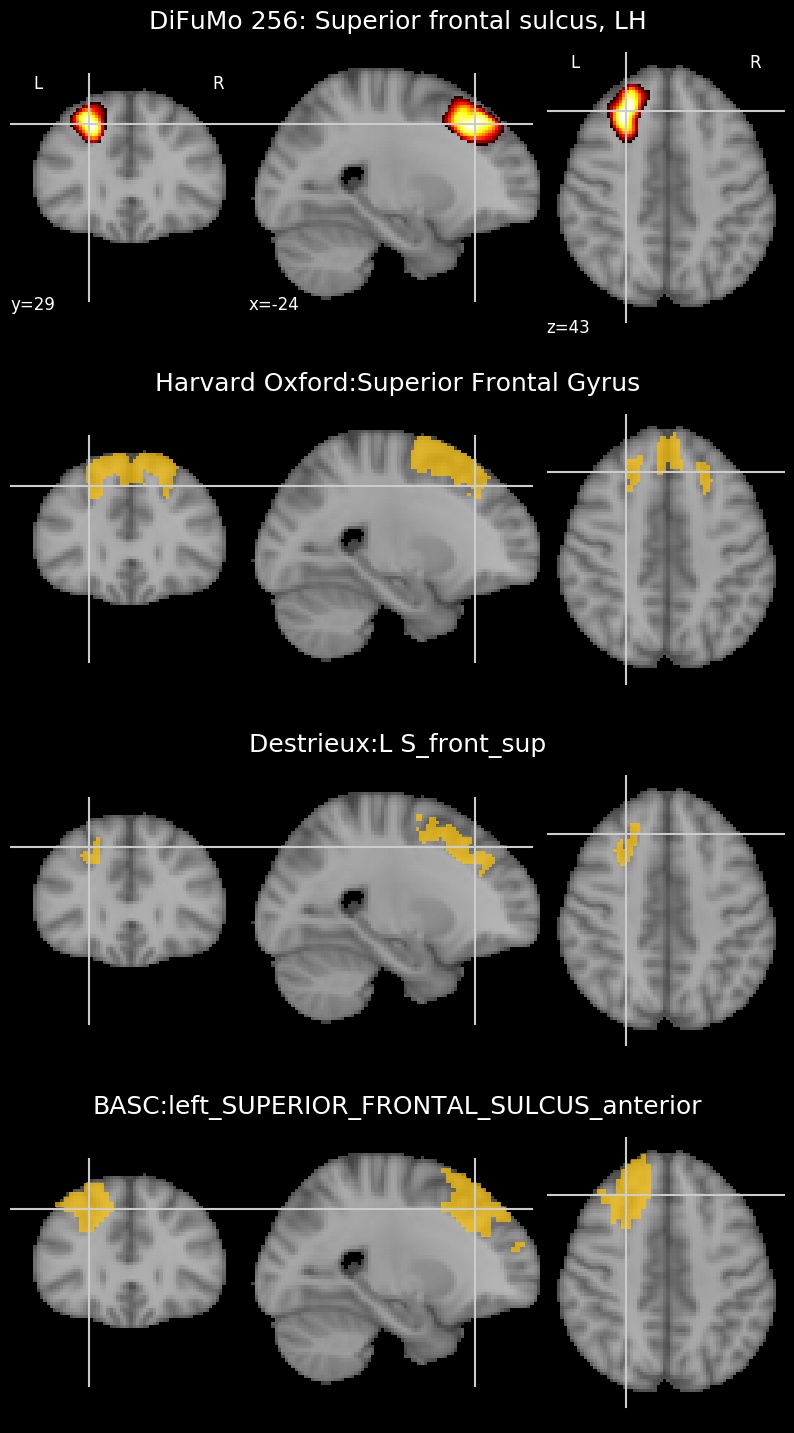 DiFuMo 256: Superior frontal sulcus, LH
L R L R
y=29 x=-24 z=43
Harvard Oxford:Superior Frontal Gyrus
Destrieux:L S_front_sup
BASC:left_SUPERIOR_FRONTAL_SULCUS_anterior